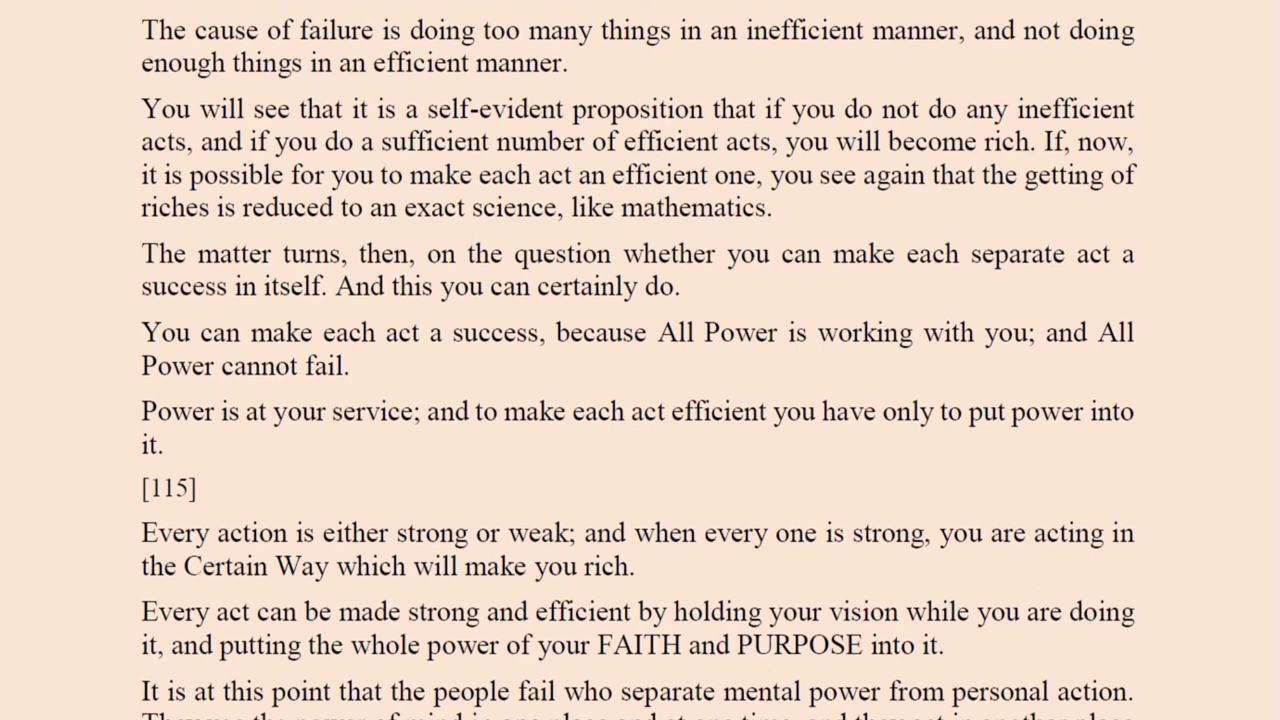 The cause of failure is doing too many things in an inefficient manner, and not doing
enough things in an efficient manner.
You will see that it is a self-evident proposition that if you do not do any inefficient
acts, and if you do a sufficient number of efficient acts, you will become rich. If, now,
it is possible for you to make each act an efficient one, you see again that the getting of
riches is reduced to an exact science, like mathematics.
The matter turns, then, on the question whether you can make each separate act a
success in itself. And this you can certainly do.
You can make each act a success, because All Power is working with you; and All
Power cannot fail.
Power is at your service; and to make each act efficient you have only to put power into
it.
[115]
Every action is either strong or weak; and when every one is strong, you are acting in
the Certain Way which will make you rich.
Every act can be made strong and efficient by holding your vision while you are doing
it, and putting the whole power of your FAITH and PURPOSE into it.
It is at this point that the people fail who separate mental power from personal action.